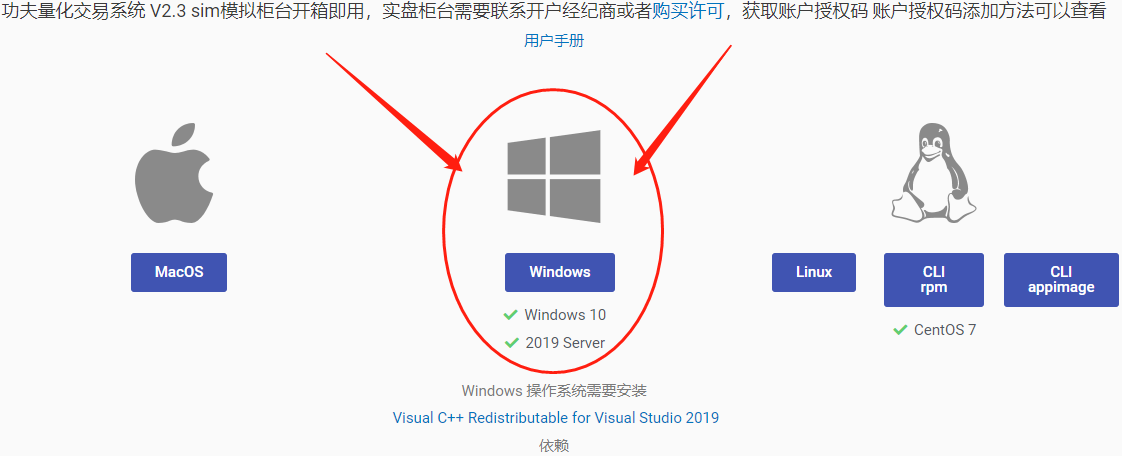 功夫量化交易系统 V2.3 sim模拟柜台开箱即用，实盘柜台需要联系开户经纪商或者购买许可，获取账户授权码 账户授权码添加方法可以查看
用户手册
MacOS
Windows
Linux
CLI
rpm
CLI
appimage
Windows 10
2019 Server
CentOS 7
Windows 操作系统需要安装
Visual C++ Redistributable for Visual Studio 2019
依赖